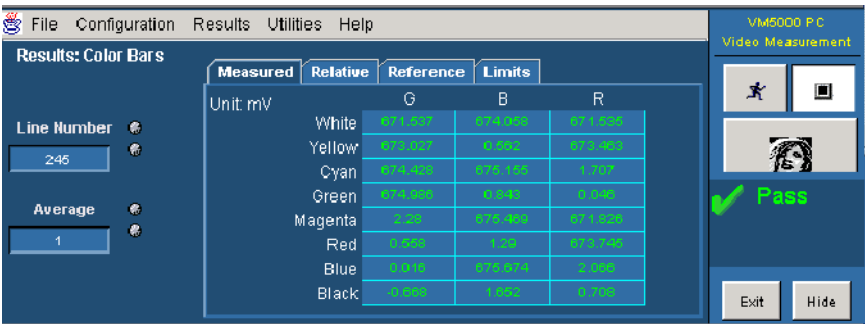 File Configuration Results Utilities Help
VM5000 PC
Video Measurement
Results: Color Bars
Measured Relative Reference Limits
Unit: mV G B R
White 671.537 674.058 671.535
Line Number
Yellow 673.027 0.562 673.463
245
Cyan 674.428 675.155 1.707
Green 674.986 0.843 0.046
Pass
Average
Magenta 2.28 675.469 671.826
1
Red 0.558 1.29 673.745
Blue 0.016 675.674 2.066
Black -0.668 1.652 0.708
Exit Hide